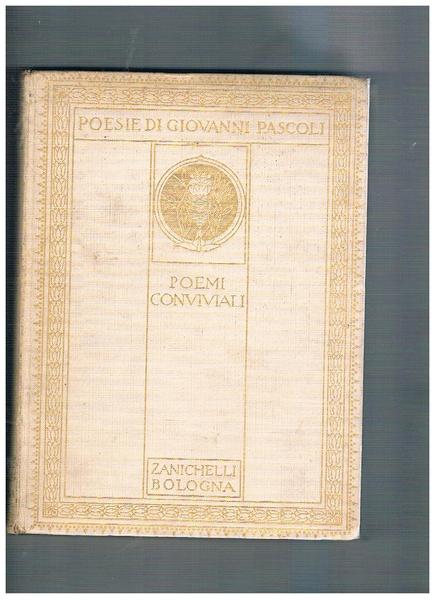 POESIE DI GIOVANNI PASCOLI
POEMI
CONVIVIALI
ZANICHELLI
BOLOGNA